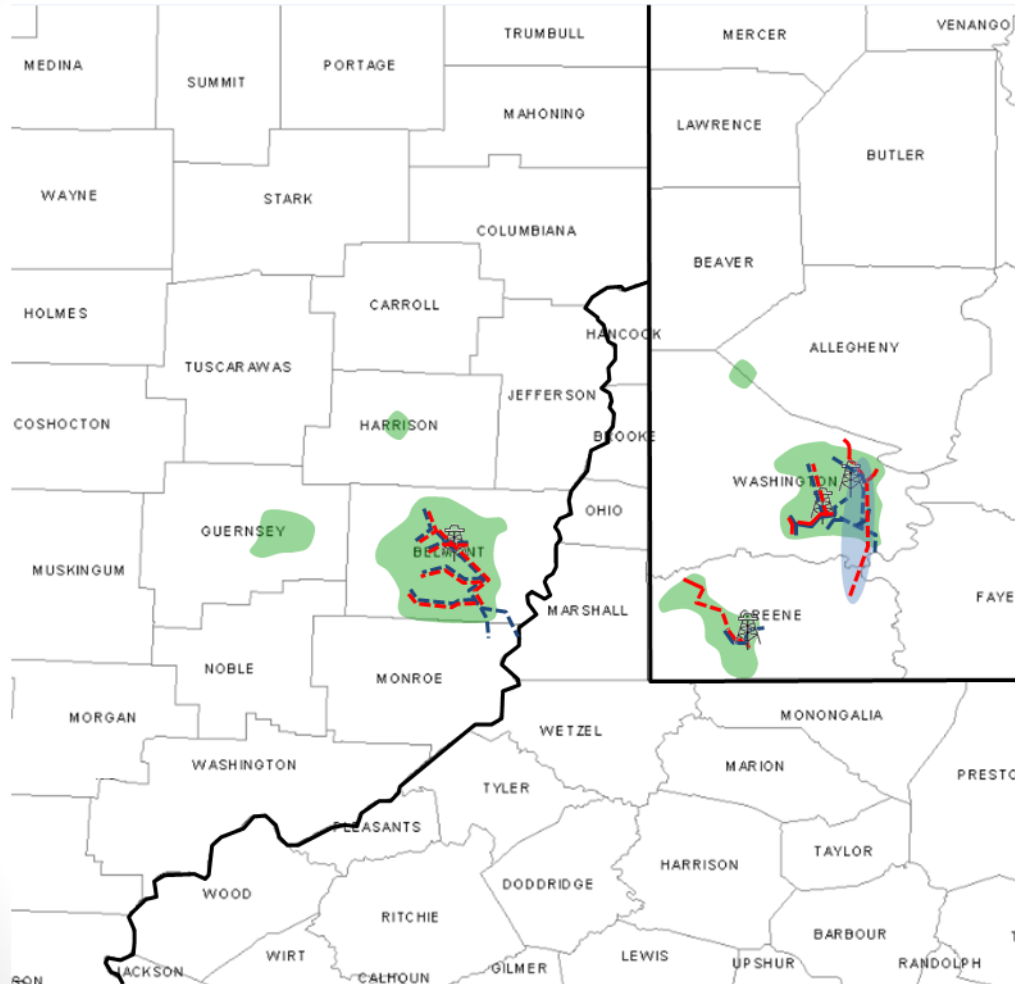 TRUMBULL
MERCER
VENANGO
MEDINA
SUMMIT
PORTAGE
MAHONING
LAWRENCE
BUTLER
WAYNE
STARK
COLUMBIANA
BEAVER
HOLMES
CARROLL
HANCOCK
ALLEGHENY
TUSCARAWAS
JEFFERSON
COSHOCTON
HARRISON
BROOKE
WASHINGTON
OHIO
GUERNSEY
BELMONT
MUSKINGUM
MARSHALL
GREENE
FAYE
NOBLE
MONROE
MORGAN
WETZEL
MONONGALIA
WASHINGTON
MARION
PRESTO
TYLER
PLEASANTS
TAYLOR
HARRISON
WOOD
DODDRIDGE
RITCHIE
BARBOUR
WIRT
LEWIS
UPSHUR
RANDOLPH
JACKSON
CALHOUN
GILMER
SON